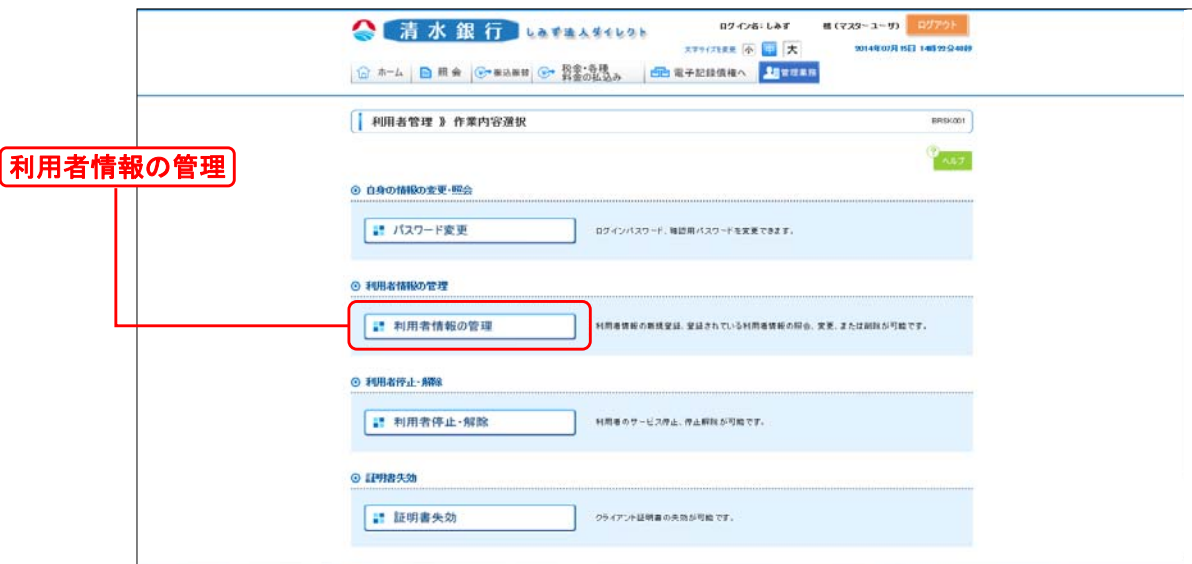 清水銀行 しみず法人ダイレクト
ログイン名：しみず 様（マスターユーザ） ログアウト
文字サイズを変更 小 中 大 2014年07月15日 14時22分40秒
ホーム 照会 振込振替 税金・各種料金の払込み 電子記録債権へ 管理業務
利用者管理 》 作業内容選択 BRSK001
ヘルプ
利用者情報の管理
自身の情報の変更・照会
パスワード変更 ログインパスワード、確認用パスワードを変更できます。
利用者情報の管理
利用者情報の管理 利用者情報の新規登録、登録されている利用者情報の照会、変更、または削除が可能です。
利用者停止・解除
利用者停止・解除 利用者のサービス停止、停止解除が可能です。
証明書失効
証明書失効 クライアント証明書の失効が可能です。